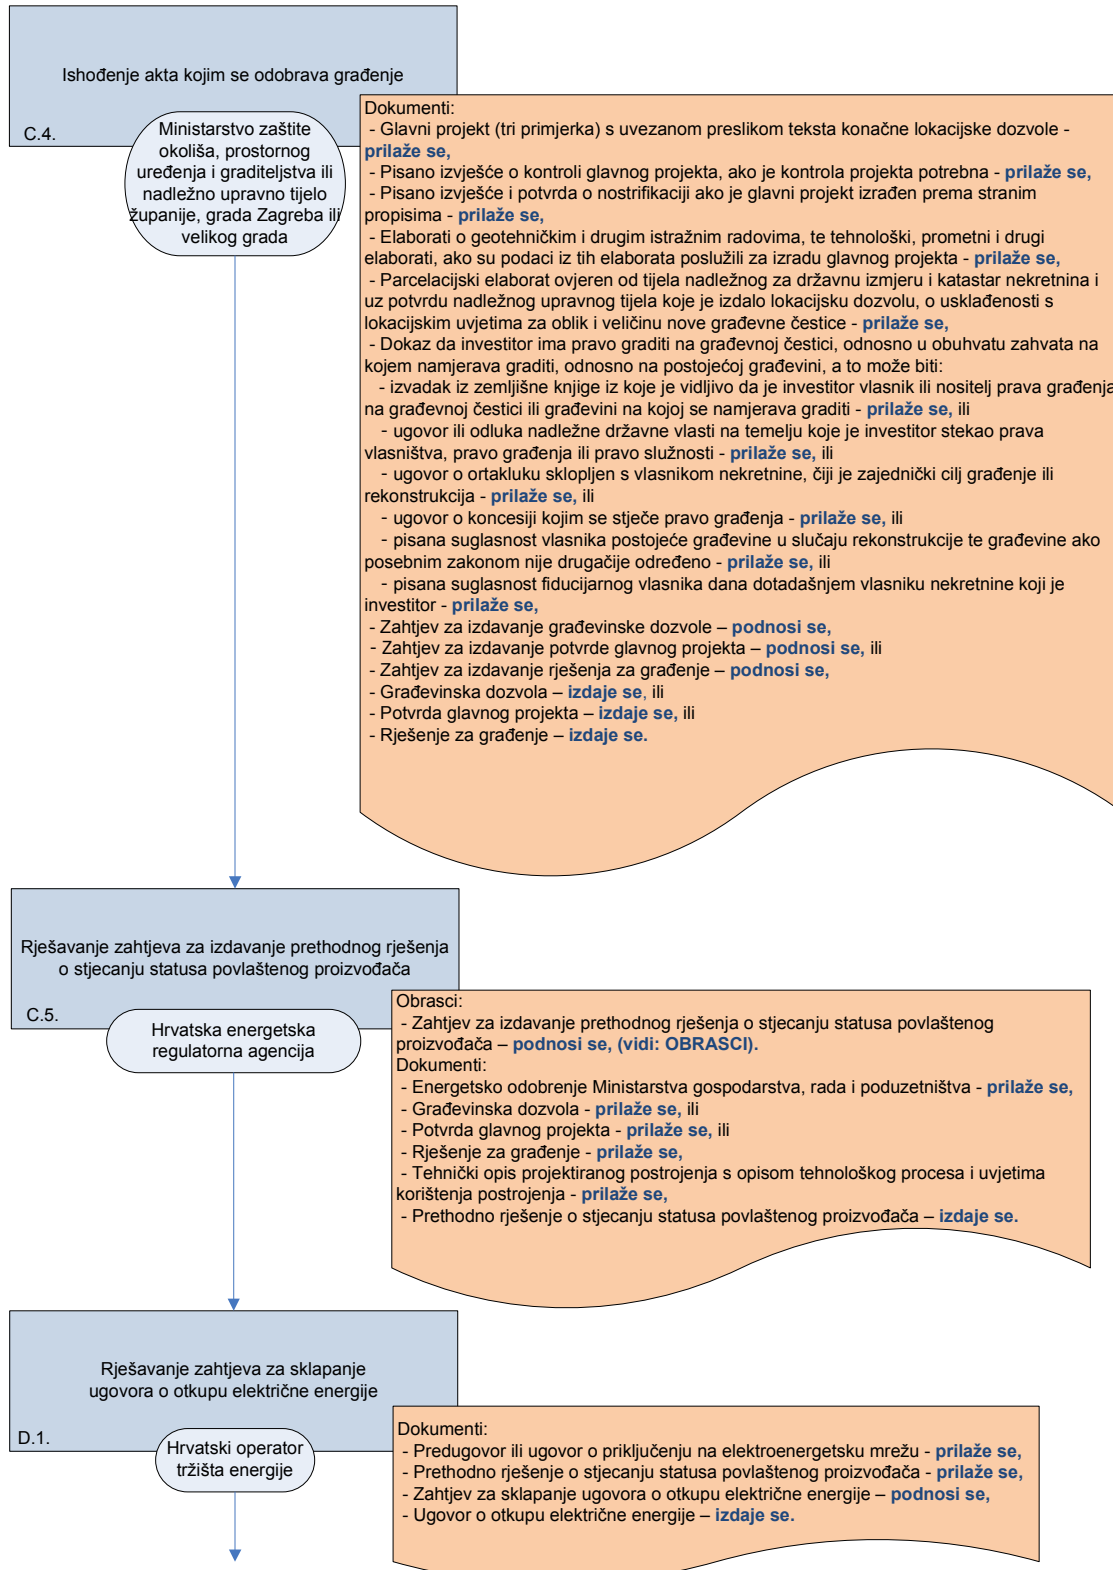 Ishođenje akta kojim se odobrava građenje
C.4.
Ministarstvo zaštite
okoliša, prostornog
uređenja i graditeljstva ili
nadležno upravno tijelo
županije, grada Zagreba ili
velikog grada
Dokumenti:
- Glavni projekt (tri primjerka) s uvezanom preslikom teksta konačne lokacijske dozvole -
prilaže se,
- Pisano izvješće o kontroli glavnog projekta, ako je kontrola projekta potrebna - prilaže se,
- Pisano izvješće i potvrda o nostrifikaciji ako je glavni projekt izrađen prema stranim
propisima - prilaže se,
- Elaborati o geotehničkim i drugim istražnim radovima, te tehnološki, prometni i drugi
elaborati, ako su podaci iz tih elaborata poslužili za izradu glavnog projekta - prilaže se,
- Parcelacijski elaborat ovjeren od tijela nadležnog za državnu izmjeru i katastar nekretnina i
uz potvrdu nadležnog upravnog tijela koje je izdalo lokacijsku dozvolu, o usklađenosti s
lokacijskim uvjetima za oblik i veličinu nove građevne čestice - prilaže se,
- Dokaz da investitor ima pravo graditi na građevnoj čestici, odnosno u obuhvatu zahvata na
kojem namjerava graditi, odnosno na postojećoj građevini, a to može biti:
- izvadak iz zemljišne knjige iz koje je vidljivo da je investitor vlasnik ili nositelj prava građenja
na građevnoj čestici ili građevini na kojoj se namjerava graditi - prilaže se, ili
- ugovor ili odluka nadležne državne vlasti na temelju koje je investitor stekao prava
vlasništva, pravo građenja ili pravo služnosti - prilaže se, ili
- ugovor o ortakluku sklopljen s vlasnikom nekretnine, čiji je zajednički cilj građenje ili
rekonstrukcija - prilaže se, ili
- ugovor o koncesiji kojim se stječe pravo građenja - prilaže se, ili
- pisana suglasnost vlasnika postojeće građevine u slučaju rekonstrukcije te građevine ako
posebnim zakonom nije drugačije određeno - prilaže se, ili
- pisana suglasnost fiducijarnog vlasnika dana dotadašnjem vlasniku nekretnine koji je
investitor - prilaže se,
- Zahtjev za izdavanje građevinske dozvole – podnosi se,
- Zahtjev za izdavanje potvrde glavnog projekta – podnosi se, ili
- Zahtjev za izdavanje rješenja za građenje – podnosi se,
- Građevinska dozvola – izdaje se, ili
- Potvrda glavnog projekta – izdaje se, ili
- Rješenje za građenje – izdaje se.
Rješavanje zahtjeva za izdavanje prethodnog rješenja
o stjecanju statusa povlaštenog proizvođača
C.5.
Hrvatska energetska
regulatorna agencija
Obrasci:
- Zahtjev za izdavanje prethodnog rješenja o stjecanju statusa povlaštenog
proizvođača – podnosi se, (vidi: OBRASCI).
Dokumenti:
- Energetsko odobrenje Ministarstva gospodarstva, rada i poduzetništva - prilaže se,
- Građevinska dozvola - prilaže se, ili
- Potvrda glavnog projekta - prilaže se, ili
- Rješenje za građenje - prilaže se,
- Tehnički opis projektiranog postrojenja s opisom tehnološkog procesa i uvjetima
korištenja postrojenja - prilaže se,
- Prethodno rješenje o stjecanju statusa povlaštenog proizvođača – izdaje se.
Rješavanje zahtjeva za sklapanje
ugovora o otkupu električne energije
D.1.
Hrvatski operator
tržišta energije
Dokumenti:
- Predugovor ili ugovor o priključenju na elektroenergetsku mrežu - prilaže se,
- Prethodno rješenje o stjecanju statusa povlaštenog proizvođača - prilaže se,
- Zahtjev za sklapanje ugovora o otkupu električne energije – podnosi se,
- Ugovor o otkupu električne energije – izdaje se.